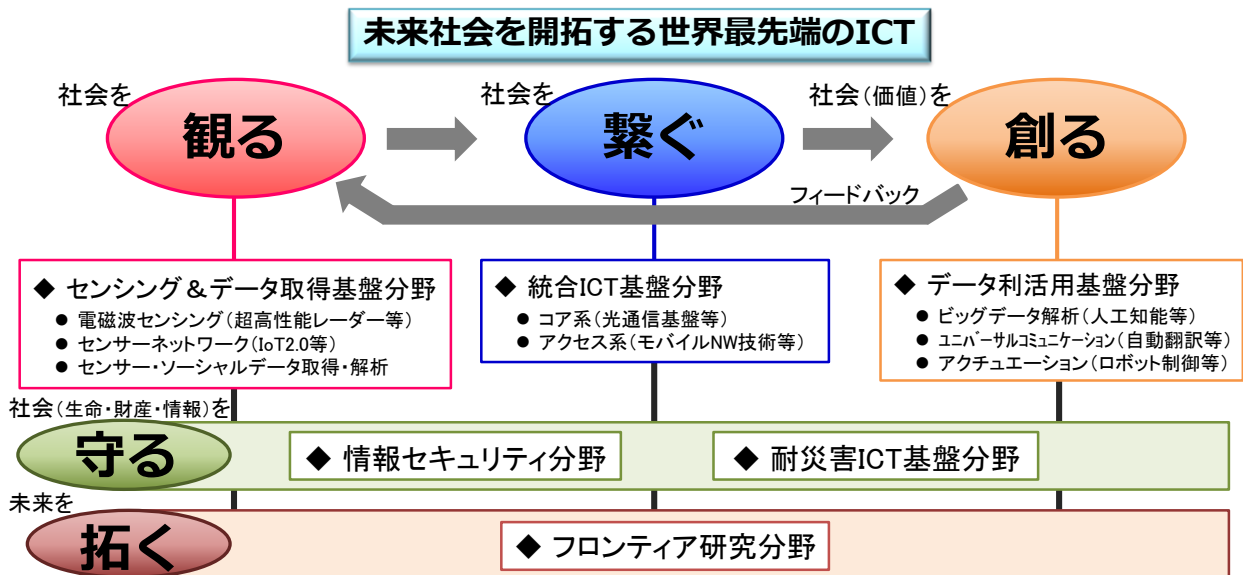 未来社会を開拓する世界最先端のICT
社会を
観る
社会を
繋ぐ
社会(価値)を
創る
フィードバック
◆ センシング&データ取得基盤分野
● 電磁波センシング(超高性能レーダー等)
● センサーネットワーク(IoT2.0等)
● センサー・ソーシャルデータ取得・解析
◆ 統合ICT基盤分野
● コア系(光通信基盤等)
● アクセス系(モバイルNW技術等)
◆ データ利活用基盤分野
● ビッグデータ解析(人工知能等)
● ユニバーサルコミュニケーション(自動翻訳等)
● アクチュエーション(ロボット制御等)
社会(生命・財産・情報)を
守る
◆ 情報セキュリティ分野
◆ 耐災害ICT基盤分野
未来を
拓く
◆ フロンティア研究分野